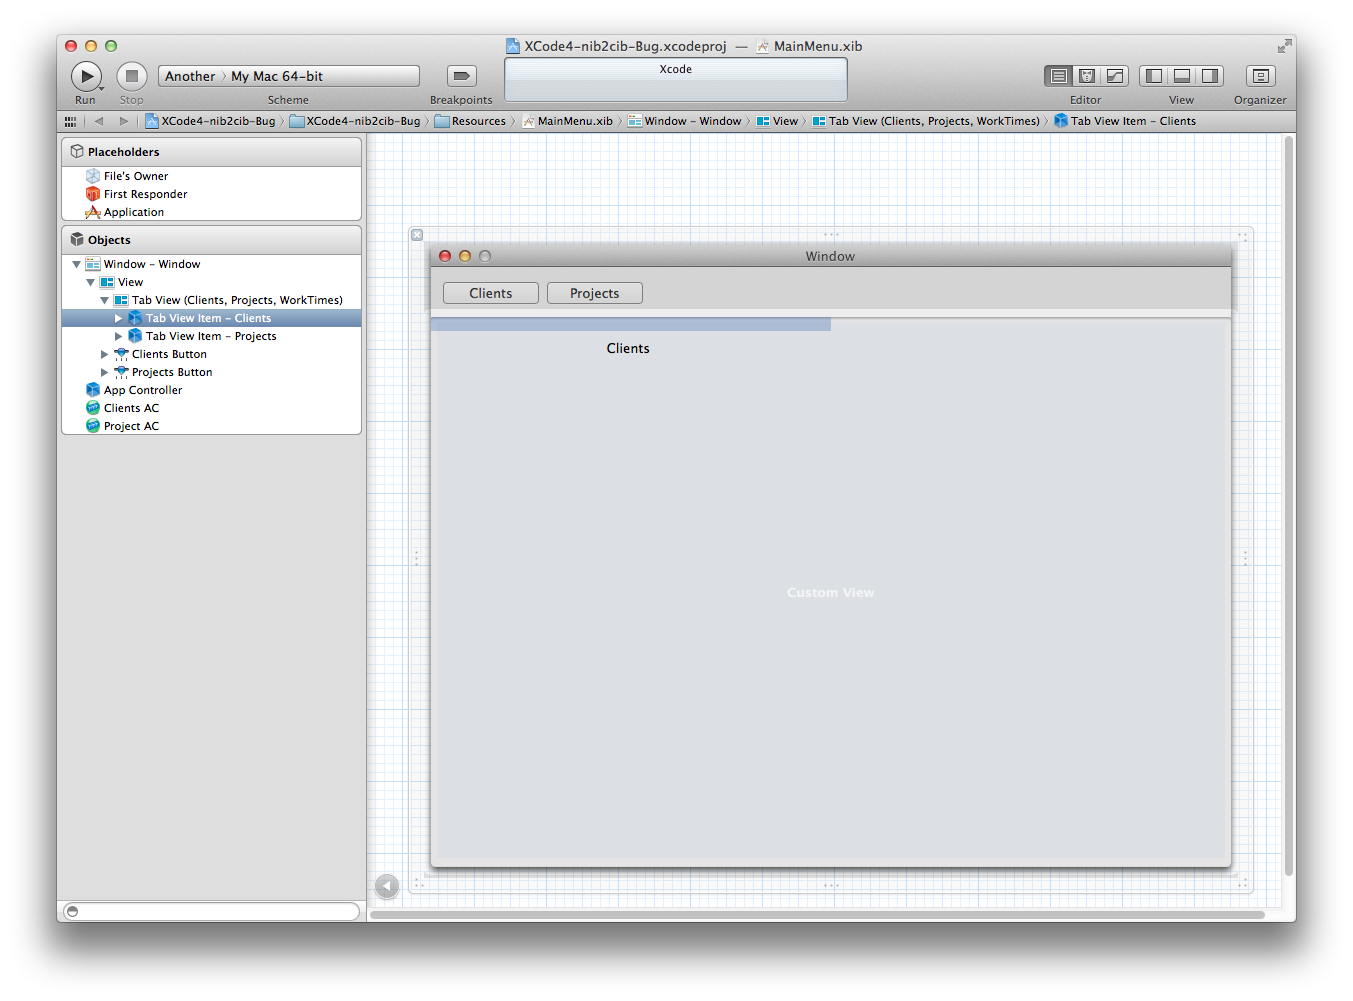 XCode4-nib2cib-Bug.xcodeproj — MainMenu.xib
Another My Mac 64-bit
Xcode
Run Stop Scheme Breakpoints Editor View Organizer
XCode4-nib2cib-Bug XCode4-nib2cib-Bug Resources MainMenu.xib Window - Window View Tab View (Clients, Projects, WorkTimes) Tab View Item - Clients
Placeholders
File's Owner
First Responder
Application
Objects
Window - Window
View
Tab View (Clients, Projects, WorkTimes)
Tab View Item - Clients
Tab View Item - Projects
Clients Button
Projects Button
App Controller
Clients AC
Project AC
Window
Clients Projects
Clients
Custom View